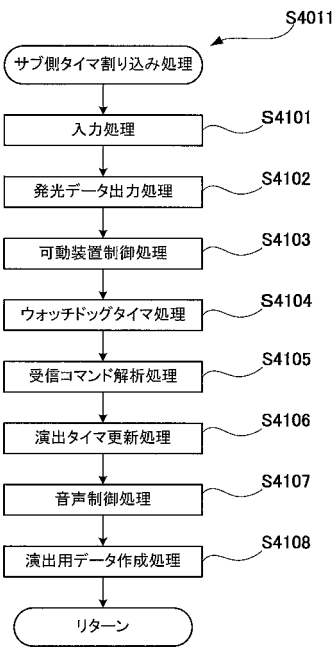 S4011
サブ側タイマ割り込み処理
入力処理
S4101
発光データ出力処理
S4102
可動装置制御処理
S4103
ウォッチドッグタイマ処理
S4104
受信コマンド解析処理
S4105
演出タイマ更新処理
S4106
音声制御処理
S4107
演出用データ作成処理
S4108
リターン